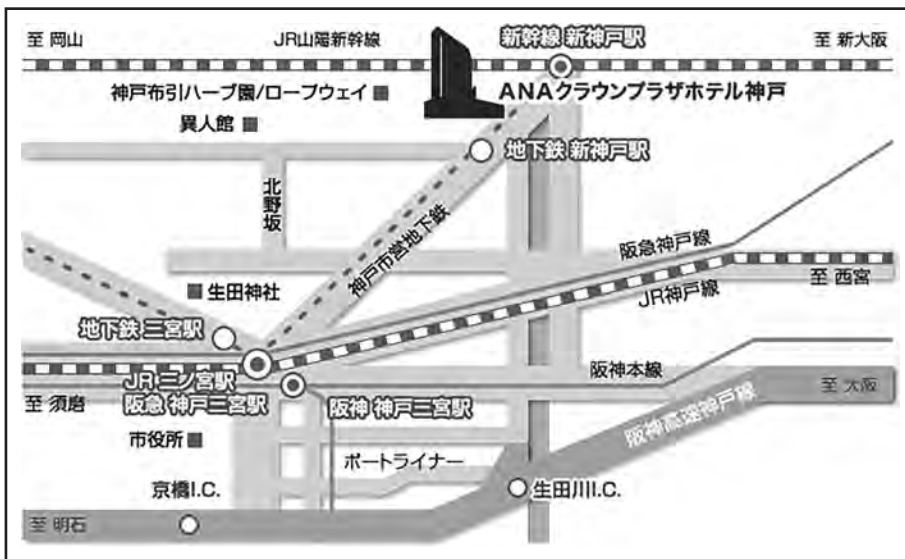 至 岡山
JR山陽新幹線
新幹線 新神戸駅
至 新大阪
神戸布引ハーブ園/ロープウェイ
ANAクラウンプラザホテル神戸
異人館
地下鉄 新神戸駅
北野坂
神戸市営地下鉄
阪急神戸線
至 西宮
生田神社
JR神戸線
地下鉄 三宮駅
JR 三ノ宮駅
阪神本線
至 大阪
至 須磨
阪急 神戸三宮駅
阪神 神戸三宮駅
阪神高速神戸線
市役所
ポートライナー
京橋I.C.
生田川I.C.
至 明石